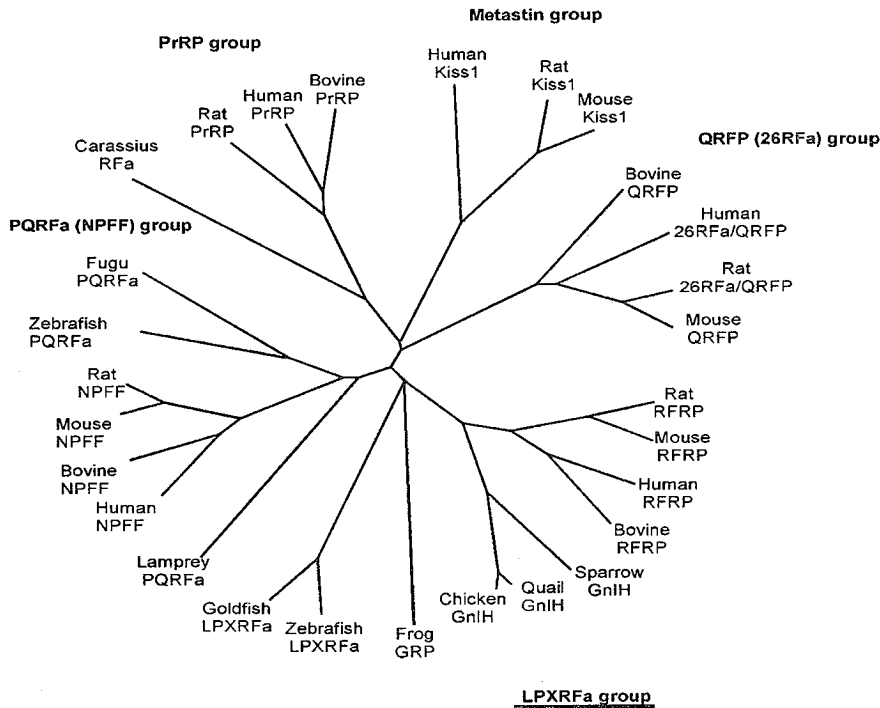 Metastin group
PrRP group
Human
Kiss1
Rat
Kiss1
Mouse
Kiss1
Bovine
PrRP
Human
PrRP
Rat
PrRP
Carassius
RFa
QRFP (26RFa) group
Bovine
QRFP
Human
26RFa/QRFP
Rat
26RFa/QRFP
Mouse
QRFP
PQRFa (NPFF) group
Fugu
PQRFa
Zebrafish
PQRFa
Rat
NPFF
Mouse
NPFF
Bovine
NPFF
Human
NPFF
Lamprey
PQRFa
Rat
RFRP
Mouse
RFRP
Human
RFRP
Bovine
RFRP
Sparrow
GnIH
Quail
GnIH
Chicken
GnIH
Frog
GRP
Zebrafish
LPXRFa
Goldfish
LPXRFa
LPXRFa group